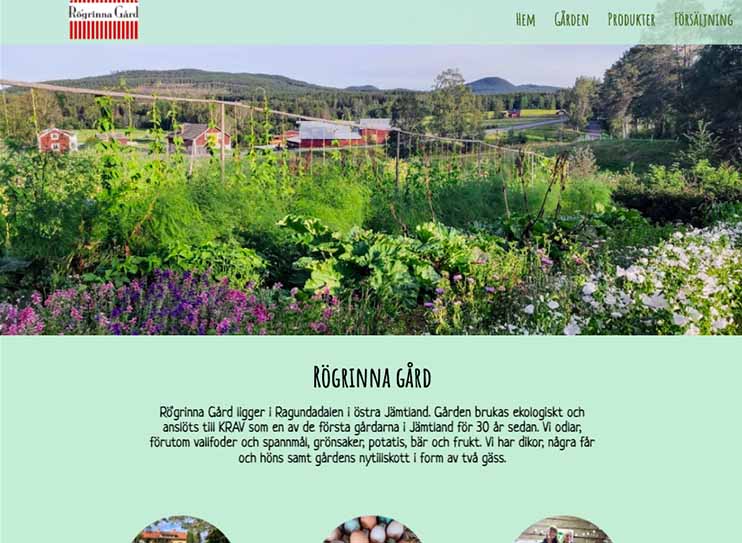 Rögrinna Gård
Hem Gården Produkter Försäljning
Rögrinna gård
Rögrinna Gård ligger i Ragundadalen i östra Jämtland. Gården brukas ekologiskt och
anslöts till KRAV som en av de första gårdarna i Jämtland för 30 år sedan. Vi odlar,
förutom vallfoder och spannmål, grönsaker, potatis, bär och frukt. Vi har dikor, några får
och höns samt gårdens nytillskott i form av två gäss.